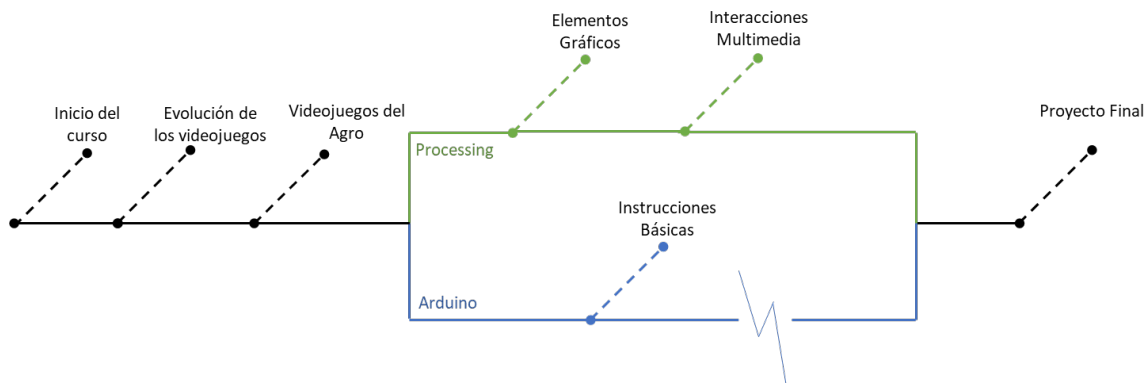 Elementos
Gráficos
Interacciones
Multimedia
Inicio del
curso
Evolución de
los videojuegos
Videojuegos del
Agro
Proyecto Final
Processing
Instrucciones
Básicas
Arduino